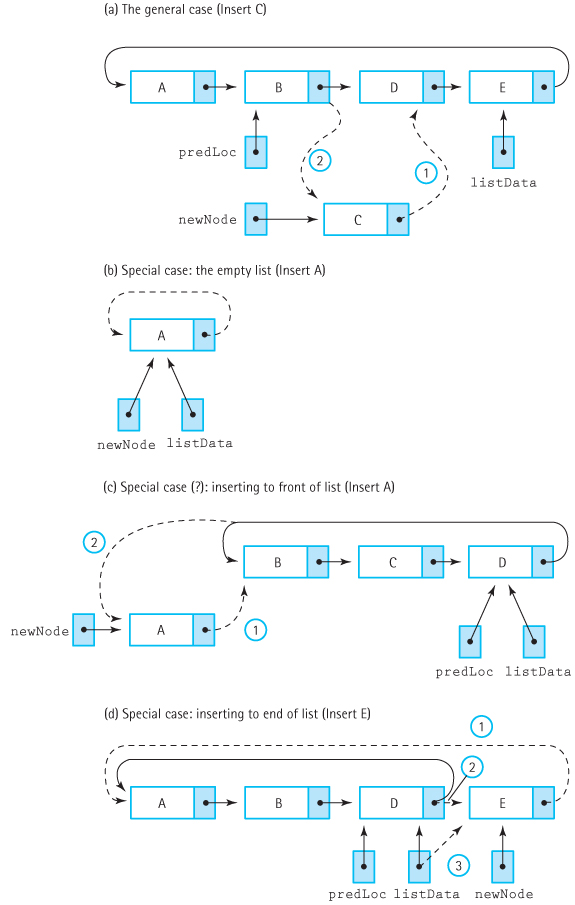 (a) The general case (Insert C)
A B D E
predLoc
2
1
listData
newNode
C
(b) Special case: the empty list (Insert A)
A
newNode listData
(c) Special case (?): inserting to front of list (Insert A)
2
B C D
newNode
A
1
predLoc listData
(d) Special case: inserting to end of list (Insert E)
1
2
A B D E
3
predLoc listData newNode